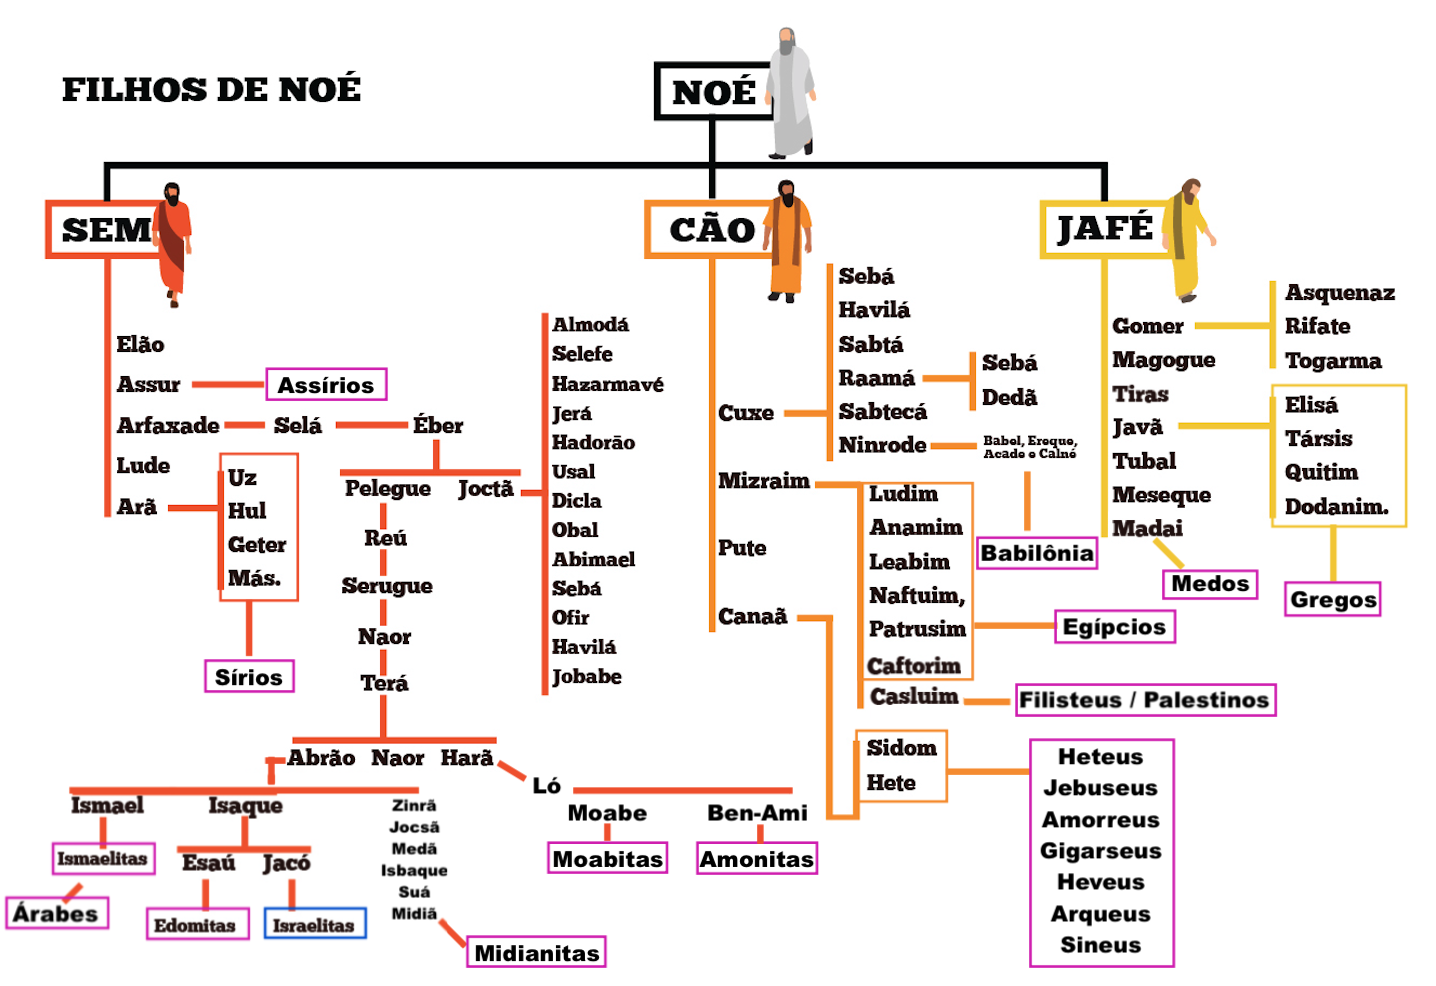 FILHOS DE NOÉ
NOÉ
SEM
CÃO
JAFÉ
Elão
Assur
Assírios
Arfaxade
Selá
Éber
Lude
Arã
Uz
Hul
Geter
Más.
Sírios
Pelegue
Joctã
Reú
Serugue
Naor
Terá
Almodá
Selefe
Hazarmavé
Jerá
Hadorão
Usal
Dicla
Obal
Abimael
Sebá
Ofir
Havilá
Jobabe
Abrão
Naor
Harã
Ismael
Isaque
Zinrã
Jocsã
Medã
Isbaque
Suá
Midiã
Ismaelitas
Árabes
Esaú
Jacó
Edomitas
Israelitas
Midianitas
Ló
Moabe
Ben-Ami
Moabitas
Amonitas
Cuxe
Sebá
Havilá
Sabtá
Raamá
Sabtecá
Ninrode
Sebá
Dedã
Babel, Ereque,
Acade e Calné
Babilônia
Mizraim
Ludim
Anamim
Leabim
Naftuim,
Patrusim
Caftorim
Casluim
Egípcios
Filisteus / Palestinos
Pute
Canaã
Sidom
Hete
Heteus
Jebuseus
Amorreus
Gigarseus
Heveus
Arqueus
Sineus
Gomer
Magogue
Tiras
Javã
Tubal
Meseque
Madai
Medos
Asquenaz
Rifate
Togarma
Elisá
Társis
Quitim
Dodanim.
Gregos